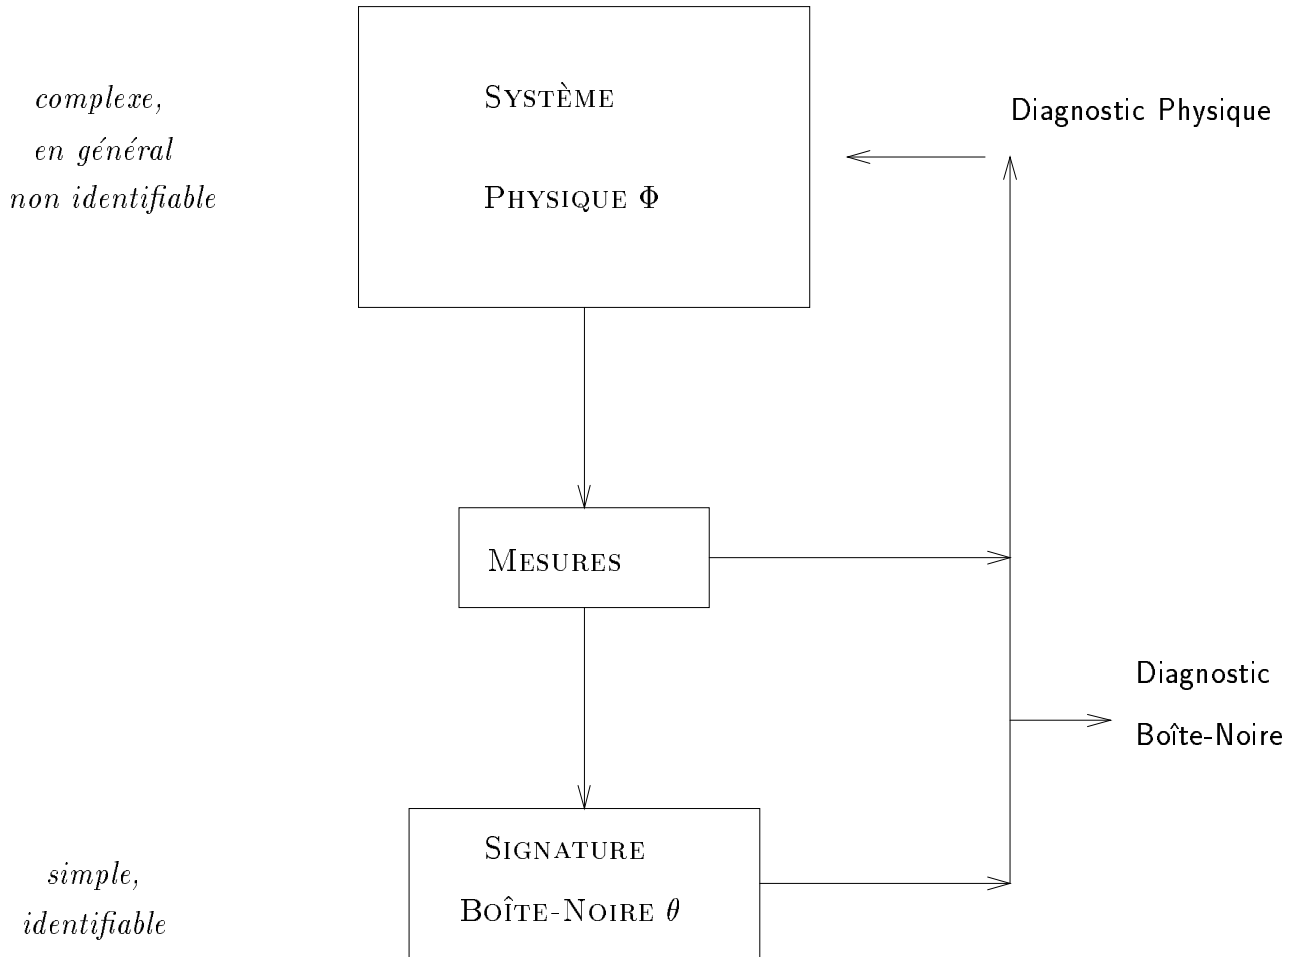 complexe,
en général
non identifiable
SYSTÈME
PHYSIQUE Φ
Diagnostic Physique
MESURES
Diagnostic
Boîte-Noire
simple,
identifiable
SIGNATURE
BOÎTE-NOIRE θ